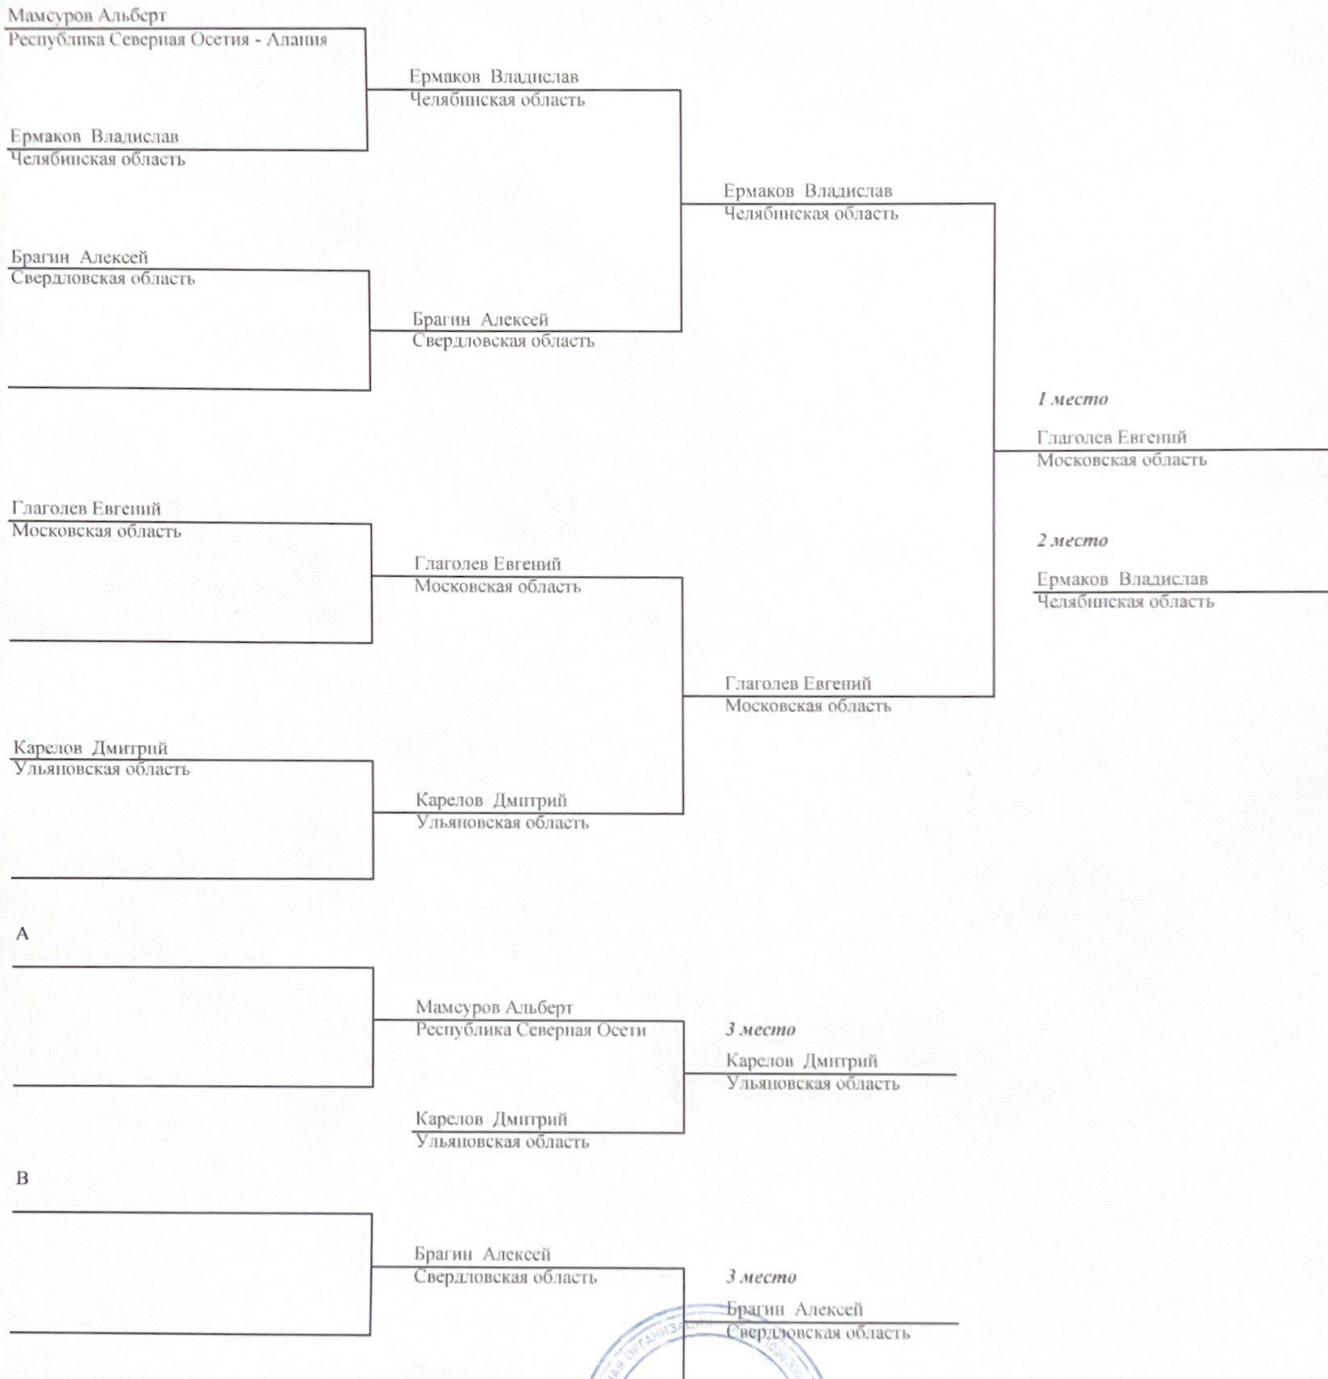 Мамсуров Альберт
Республика Северная Осетия - Алания
Ермаков Владислав
Челябинская область
Ермаков Владислав
Челябинская область
Ермаков Владислав
Челябинская область
Брагин Алексей
Свердловская область
Брагин Алексей
Свердловская область
1 место
Глаголев Евгений
Московская область
Глаголев Евгений
Московская область
2 место
Глаголев Евгений
Московская область
Ермаков Владислав
Челябинская область
Глаголев Евгений
Московская область
Карелов Дмитрий
Ульяновская область
Карелов Дмитрий
Ульяновская область
А
Мамсуров Альберт
Республика Северная Осети
3 место
Карелов Дмитрий
Ульяновская область
Карелов Дмитрий
Ульяновская область
В
Брагин Алексей
Свердловская область
3 место
Брагин Алексей
Свердловская область